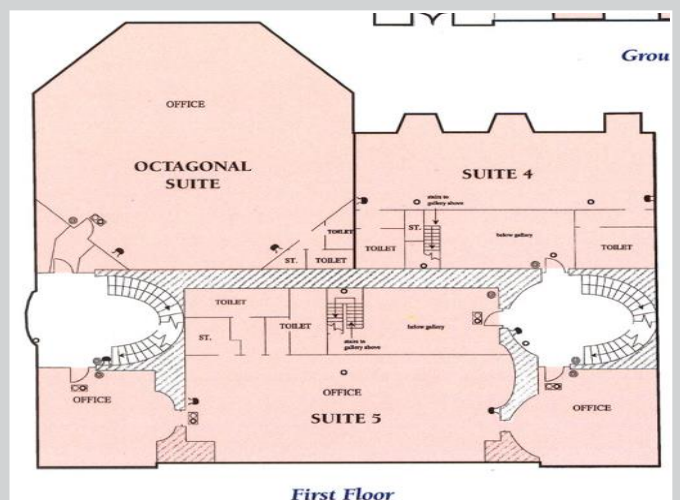 Grou
OFFICE
OCTAGONAL
SUITE
SUITE 4
stairs to
gallery above
TOILET
ST.
below gallery
TOILET
TOILET
ST.
TOILET
TOILET
TOILET
below gallery
ST.
stairs to
gallery above
OFFICE
OFFICE
OFFICE
SUITE 5
First Floor